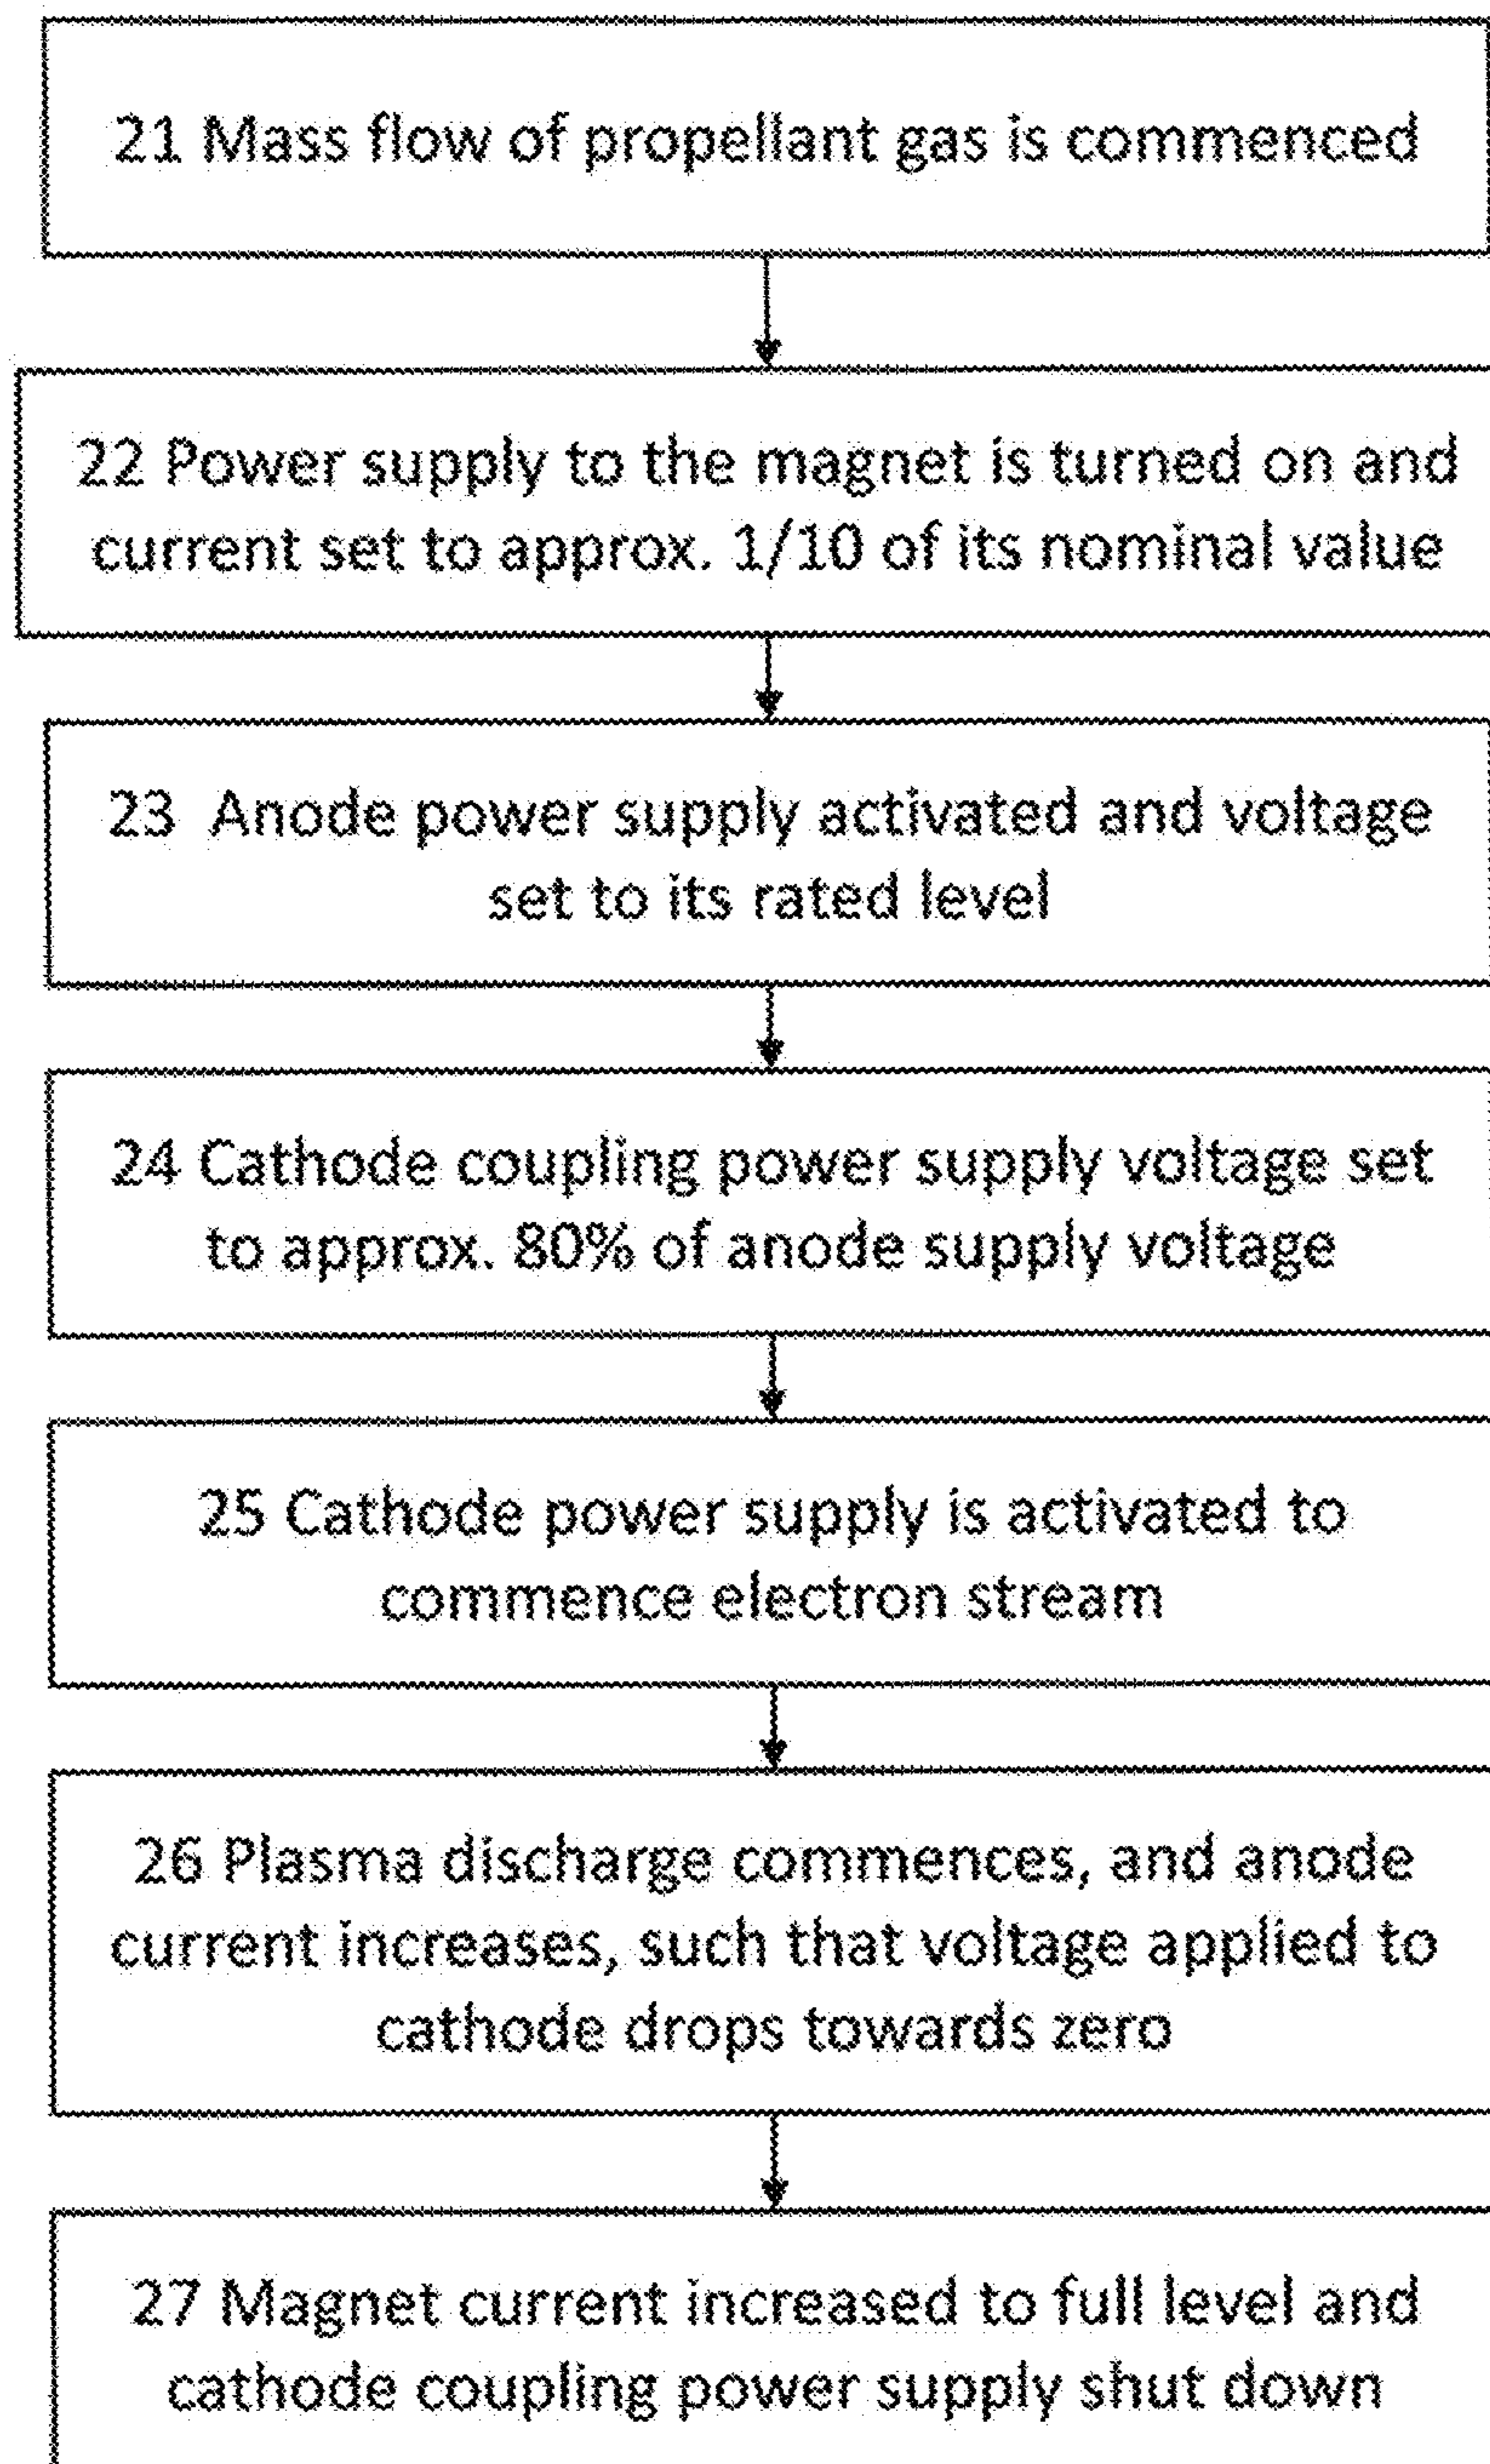 21 Mass flow of propellant gas is commenced
22 Power supply to the magnet is turned on and
current set to approx. 1/10 of its nominal value
23 Anode power supply activated and voltage
set to its rated level
24 Cathode coupling power supply voltage set
to approx. 80% of anode supply voltage
25 Cathode power supply is activated to
commence electron stream
26 Plasma discharge commences, and anode
current increases, such that voltage applied to
cathode drops towards zero
27 Magnet current increased to full level and
cathode coupling power supply shut down